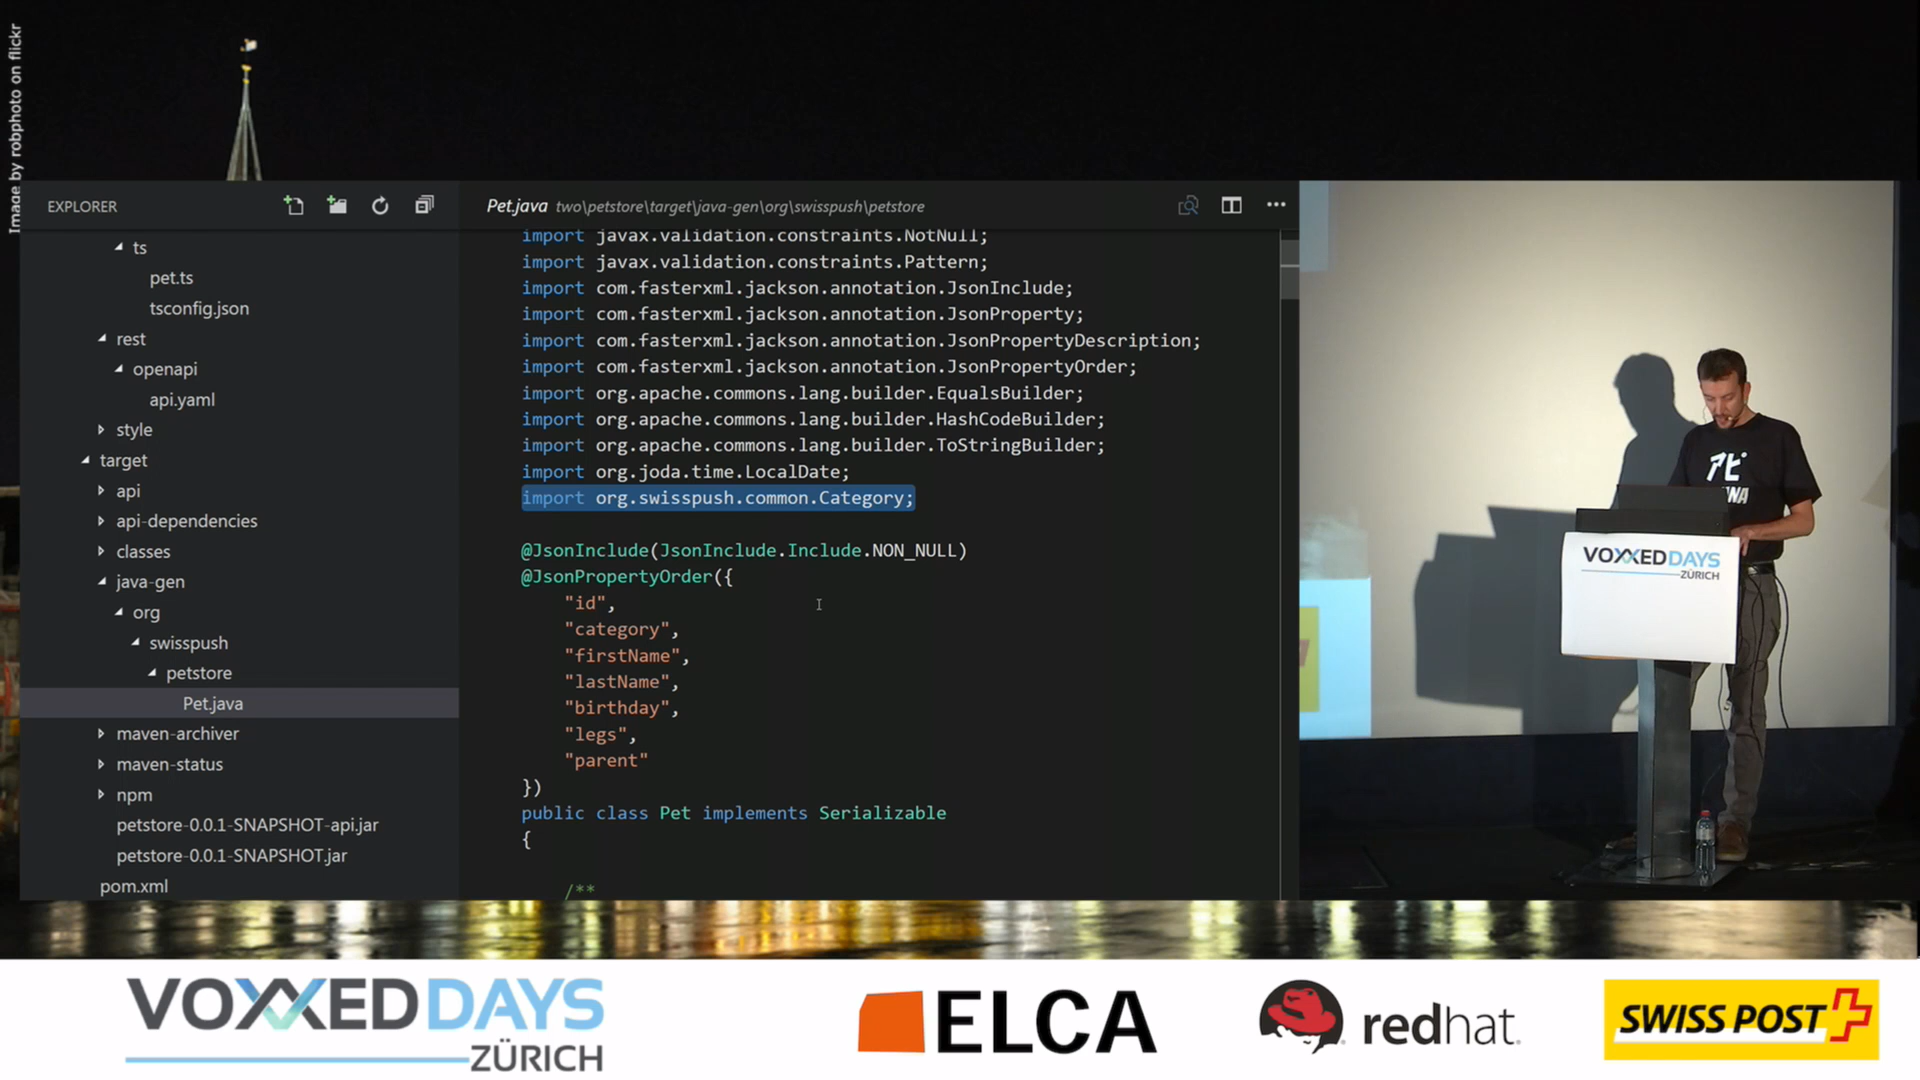 Image by robphoto on flickr
EXPLORER
ts
pet.ts
tsconfig.json
rest
openapi
api.yaml
style
target
api
api-dependencies
classes
java-gen
org
swisspush
petstore
Pet.java
maven-archiver
maven-status
npm
petstore-0.0.1-SNAPSHOT-api.jar
petstore-0.0.1-SNAPSHOT.jar
pom.xml
Pet.java two\petstore\target\java-gen\org\swisspush\petstore
import javax.validation.constraints.NotNull;
import javax.validation.constraints.Pattern;
import com.fasterxml.jackson.annotation.JsonInclude;
import com.fasterxml.jackson.annotation.JsonProperty;
import com.fasterxml.jackson.annotation.JsonPropertyDescription;
import com.fasterxml.jackson.annotation.JsonPropertyOrder;
import org.apache.commons.lang.builder.EqualsBuilder;
import org.apache.commons.lang.builder.HashCodeBuilder;
import org.apache.commons.lang.builder.ToStringBuilder;
import org.joda.time.LocalDate;
import org.swisspush.common.Category;
@JsonInclude(JsonInclude.Include.NON_NULL)
@JsonPropertyOrder({
"id",
"category",
"firstName",
"lastName",
"birthday",
"legs",
"parent"
})
public class Pet implements Serializable
{
/**
アピ
VOXXED DAYS
ZÜRICH
VOXXED DAYS
ZÜRICH
ELCA
redhat.
SWISS POST